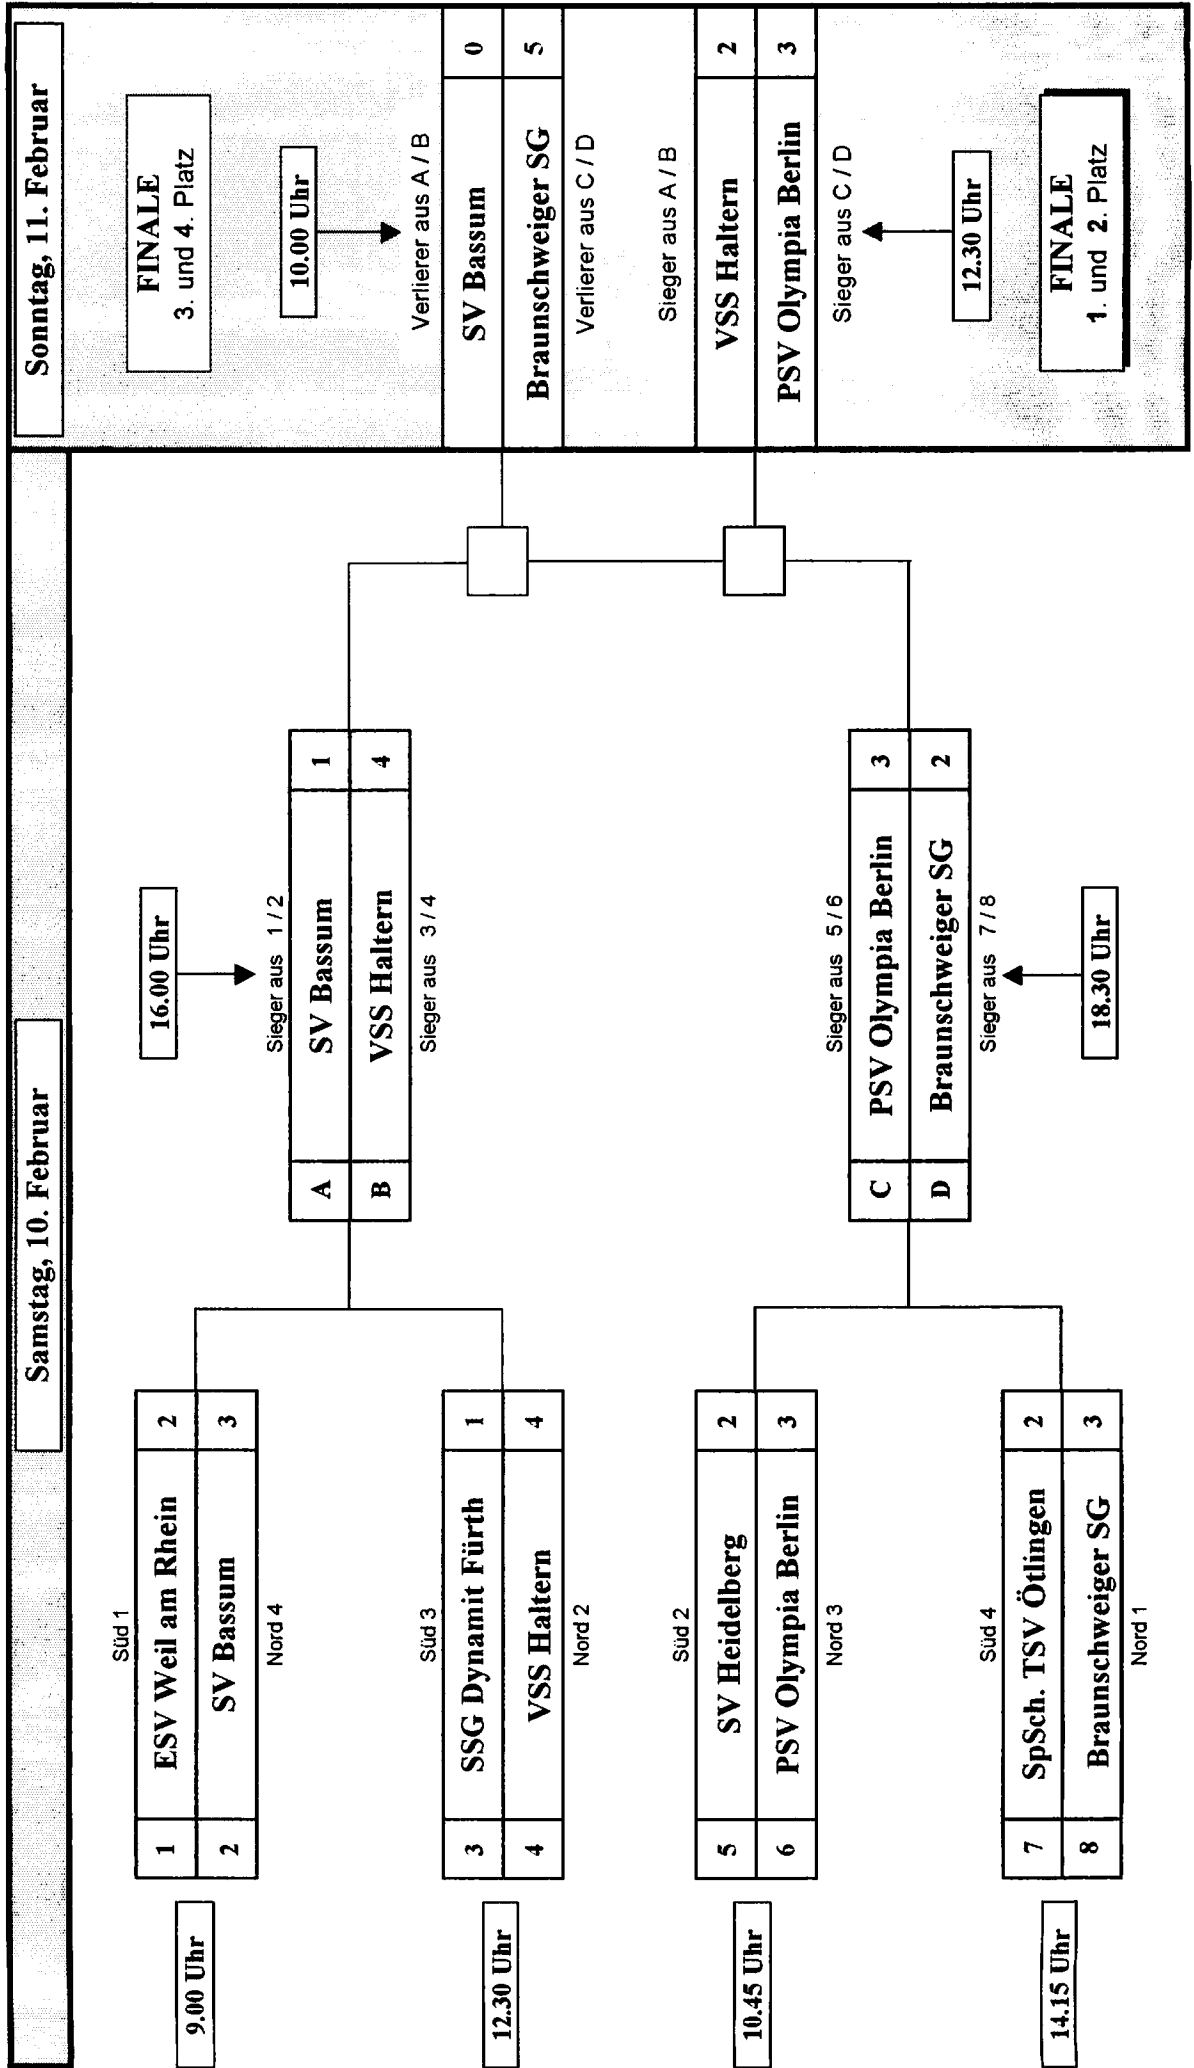 Samstag, 10. Februar
Sonntag, 11. Februar
9.00 Uhr
Süd 1
1 ESV Weil am Rhein 2
2 SV Bassum 3
Nord 4
12.30 Uhr
Süd 3
3 SSG Dynamit Fürth 1
4 VSS Haltern 4
Nord 2
10.45 Uhr
Süd 2
5 SV Heidelberg 2
6 PSV Olympia Berlin 3
Nord 3
14.15 Uhr
Süd 4
7 SpSch. TSV Ötlingen 2
8 Braunschweiger SG 3
Nord 1
16.00 Uhr
Sieger aus 1 / 2
A SV Bassum 1
B VSS Haltern 4
Sieger aus 3 / 4
Sieger aus 5 / 6
C PSV Olympia Berlin 3
D Braunschweiger SG 2
Sieger aus 7 / 8
18.30 Uhr
FINALE
3. und 4. Platz
10.00 Uhr
Verlierer aus A / B
SV Bassum 0
Braunschweiger SG 5
Verlierer aus C / D
Sieger aus A / B
VSS Haltern 2
PSV Olympia Berlin 3
Sieger aus C / D
12.30 Uhr
FINALE
1. und 2. Platz